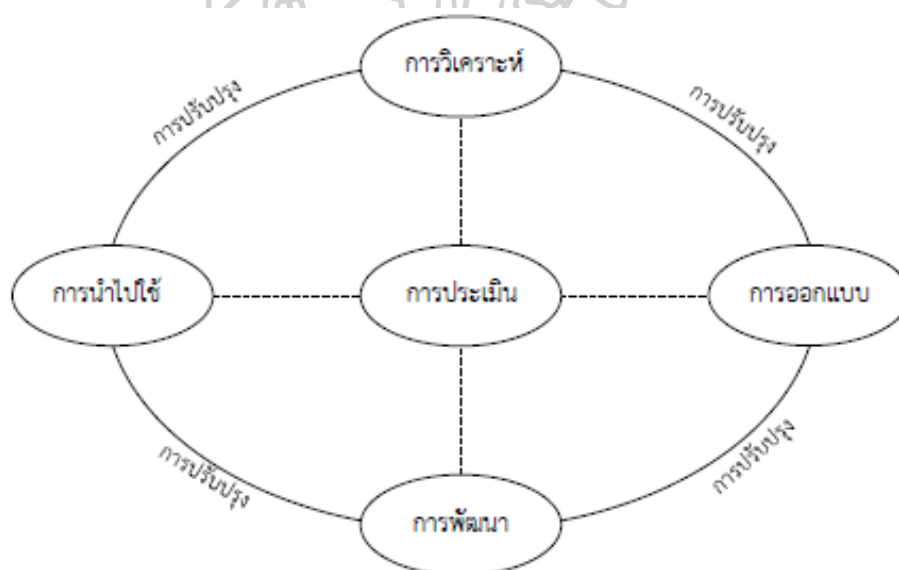 การวิเคราะห์
การปรับปรุง
การปรับปรุง
การนำไปใช้
การประเมิน
การออกแบบ
การปรับปรุง
การปรับปรุง
การพัฒนา